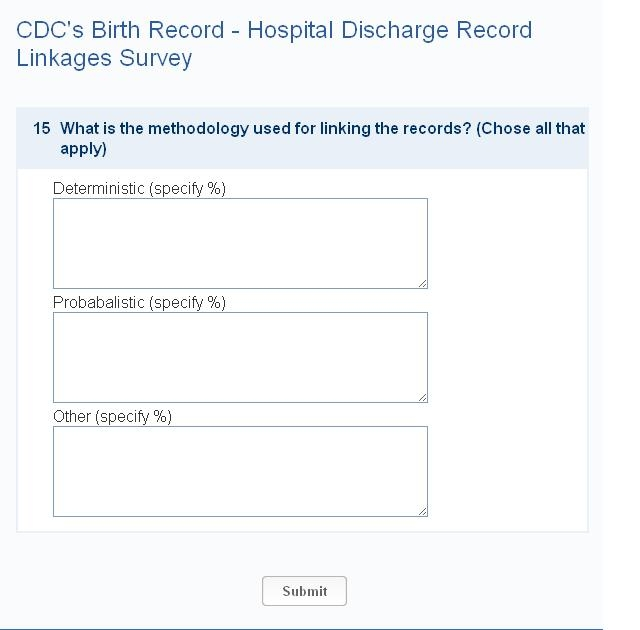 CDC's Birth Record - Hospital Discharge Record
Linkages Survey
15 What is the methodology used for linking the records? (Chose all that
apply)
Deterministic (specify %)
Probabalistic (specify %)
Other (specify %)
Submit